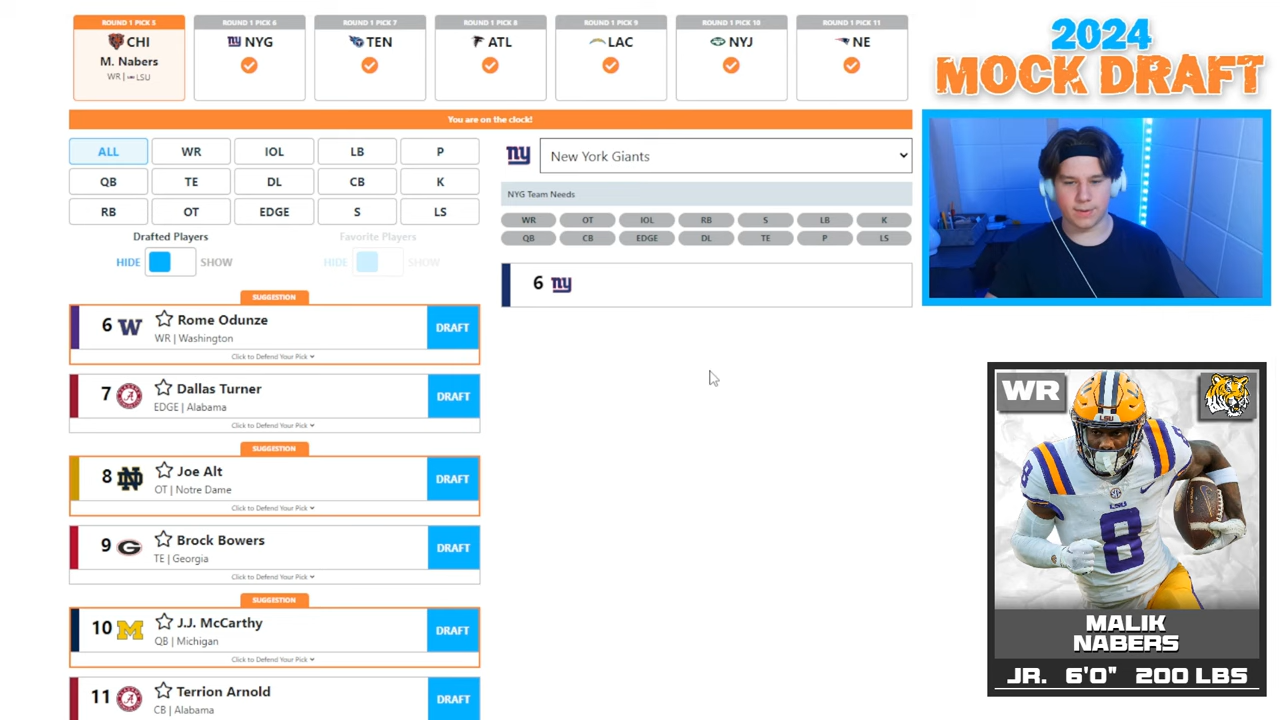 ROUND 1 PICK 5
CHI
M. Nabers
WR | LSU
ROUND 1 PICK 6
NYG
ROUND 1 PICK 7
TEN
ROUND 1 PICK 8
ATL
ROUND 1 PICK 9
LAC
ROUND 1 PICK 10
NYJ
ROUND 1 PICK 11
NE
2024
MOCK DRAFT
You are on the clock!
ALL WR IOL LB P
QB TE DL CB K
RB OT EDGE S LS
Drafted Players
HIDE SHOW
Favorite Players
HIDE SHOW
ny
New York Giants
NYG Team Needs
WR OT IOL RB S LB K
QB CB EDGE DL TE P LS
6 ny
SUGGESTION
6 W Rome Odunze
WR | Washington
DRAFT
Click to Defend Your Pick
7 Dallas Turner
EDGE | Alabama
DRAFT
Click to Defend Your Pick
SUGGESTION
8 Joe Alt
OT | Notre Dame
DRAFT
Click to Defend Your Pick
9 G Brock Bowers
TE | Georgia
DRAFT
Click to Defend Your Pick
SUGGESTION
10 M J.J. McCarthy
QB | Michigan
DRAFT
Click to Defend Your Pick
11 Terrion Arnold
CB | Alabama
DRAFT
WR
LSU
8
LSU
8
MALIK
NABERS
JR. 6'0" 200 LBS